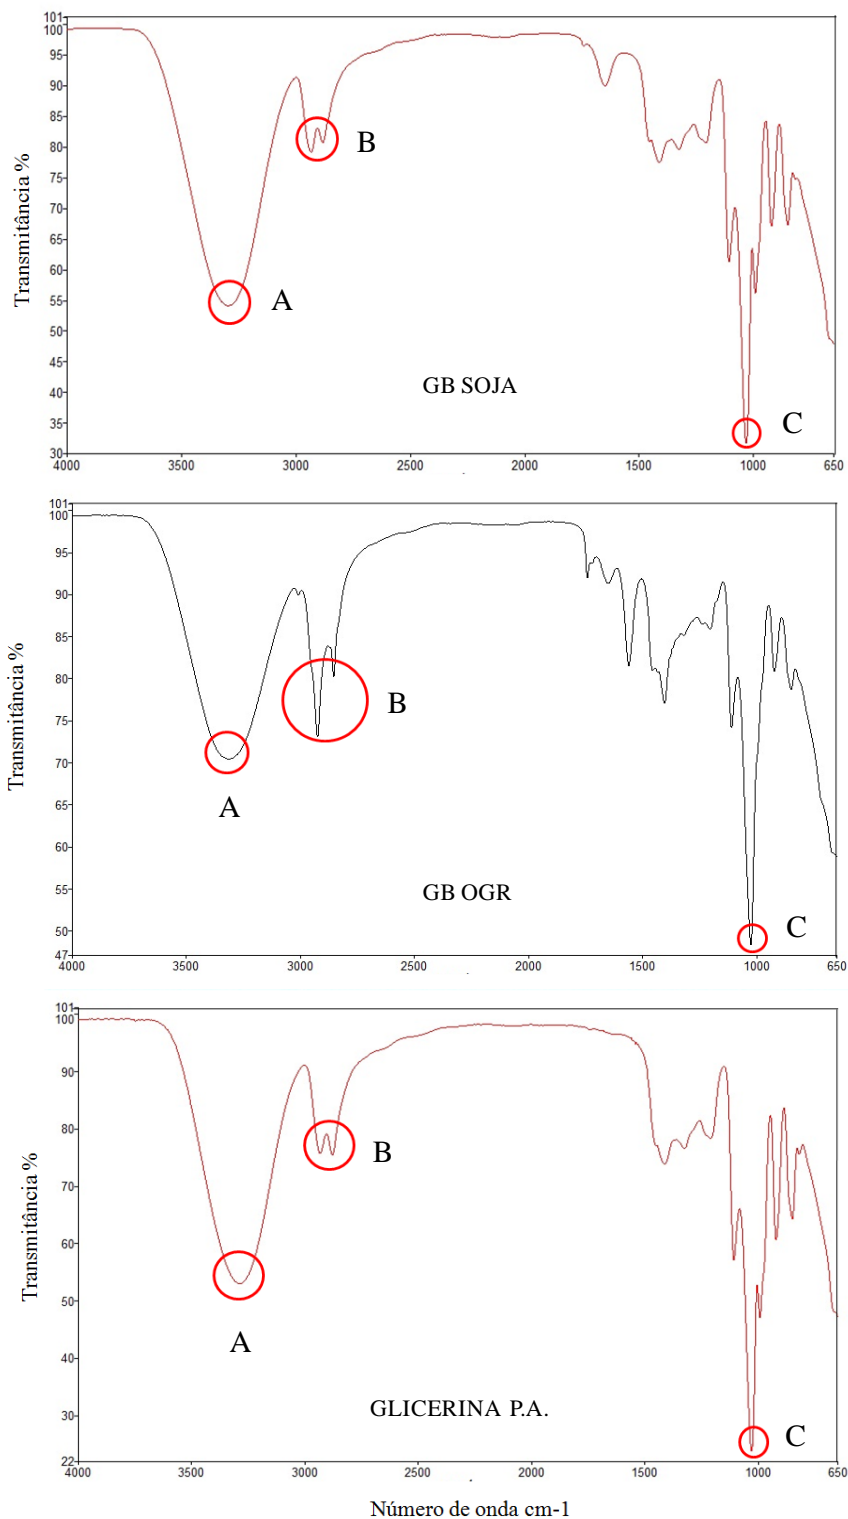 101
100
95
90
85
80
75
70
65
60
55
50
45
40
35
30
Transmitância %
A
B
C
GB SOJA
4000 3500 3000 2500 2000 1500 1000 650
101
100
95
90
85
80
75
70
65
60
55
50
47
Transmitância %
A
B
C
GB OGR
4000 3500 3000 2500 2000 1500 1000 650
101
100
90
80
70
60
50
40
30
22
Transmitância %
A
B
C
GLICERINA P.A.
4000 3500 3000 2500 2000 1500 1000 650
Número de onda cm-1